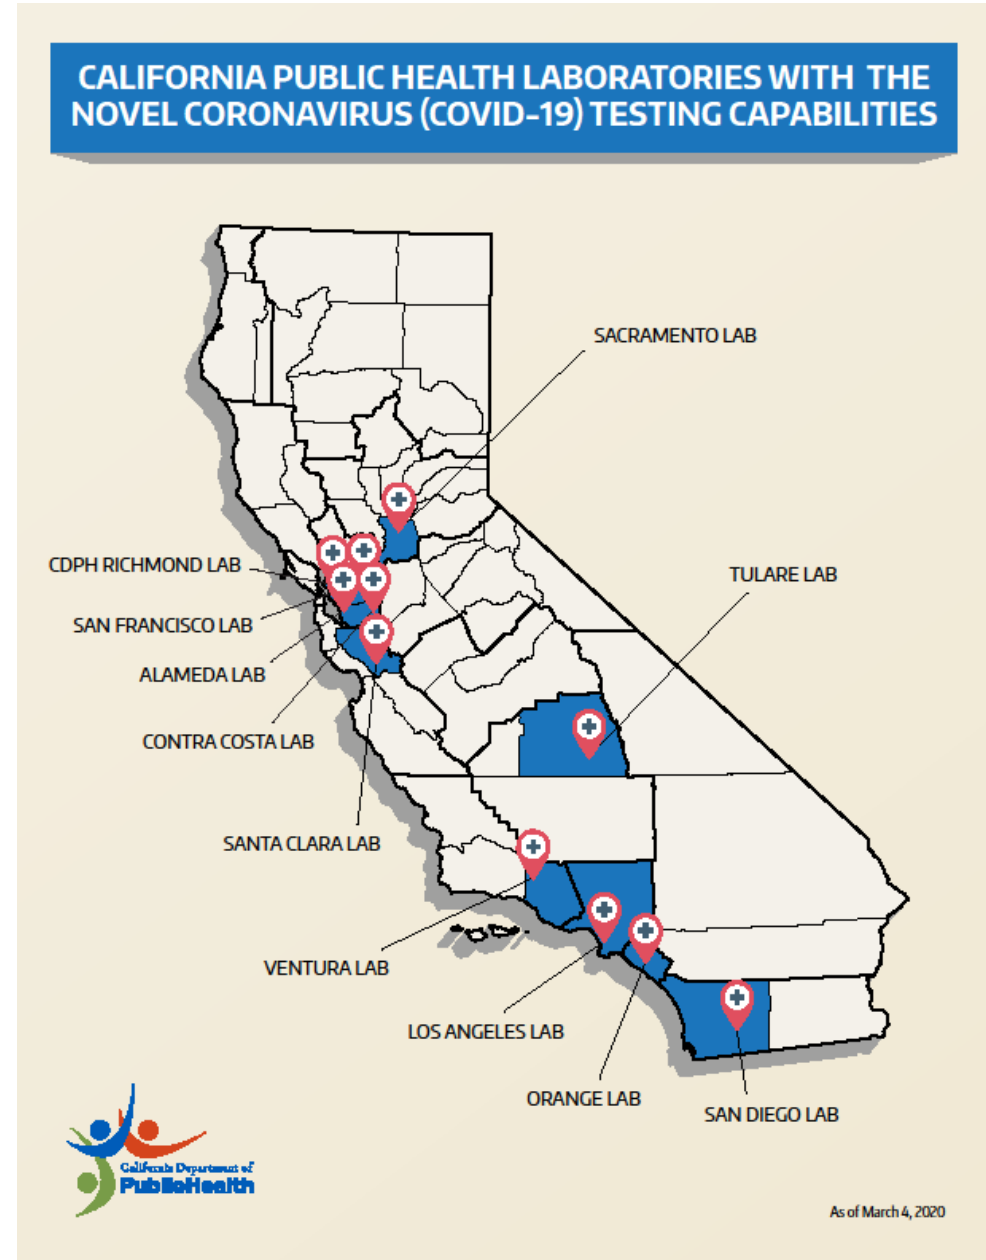 CALIFORNIA PUBLIC HEALTH LABORATORIES WITH THE
NOVEL CORONAVIRUS (COVID-19) TESTING CAPABILITIES
SACRAMENTO LAB
CDPH RICHMOND LAB
TULARE LAB
SAN FRANCISCO LAB
ALAMEDA LAB
CONTRA COSTA LAB
SANTA CLARA LAB
VENTURA LAB
LOS ANGELES LAB
ORANGE LAB
SAN DIEGO LAB
California Department of
PublicHealth
As of March 4, 2020